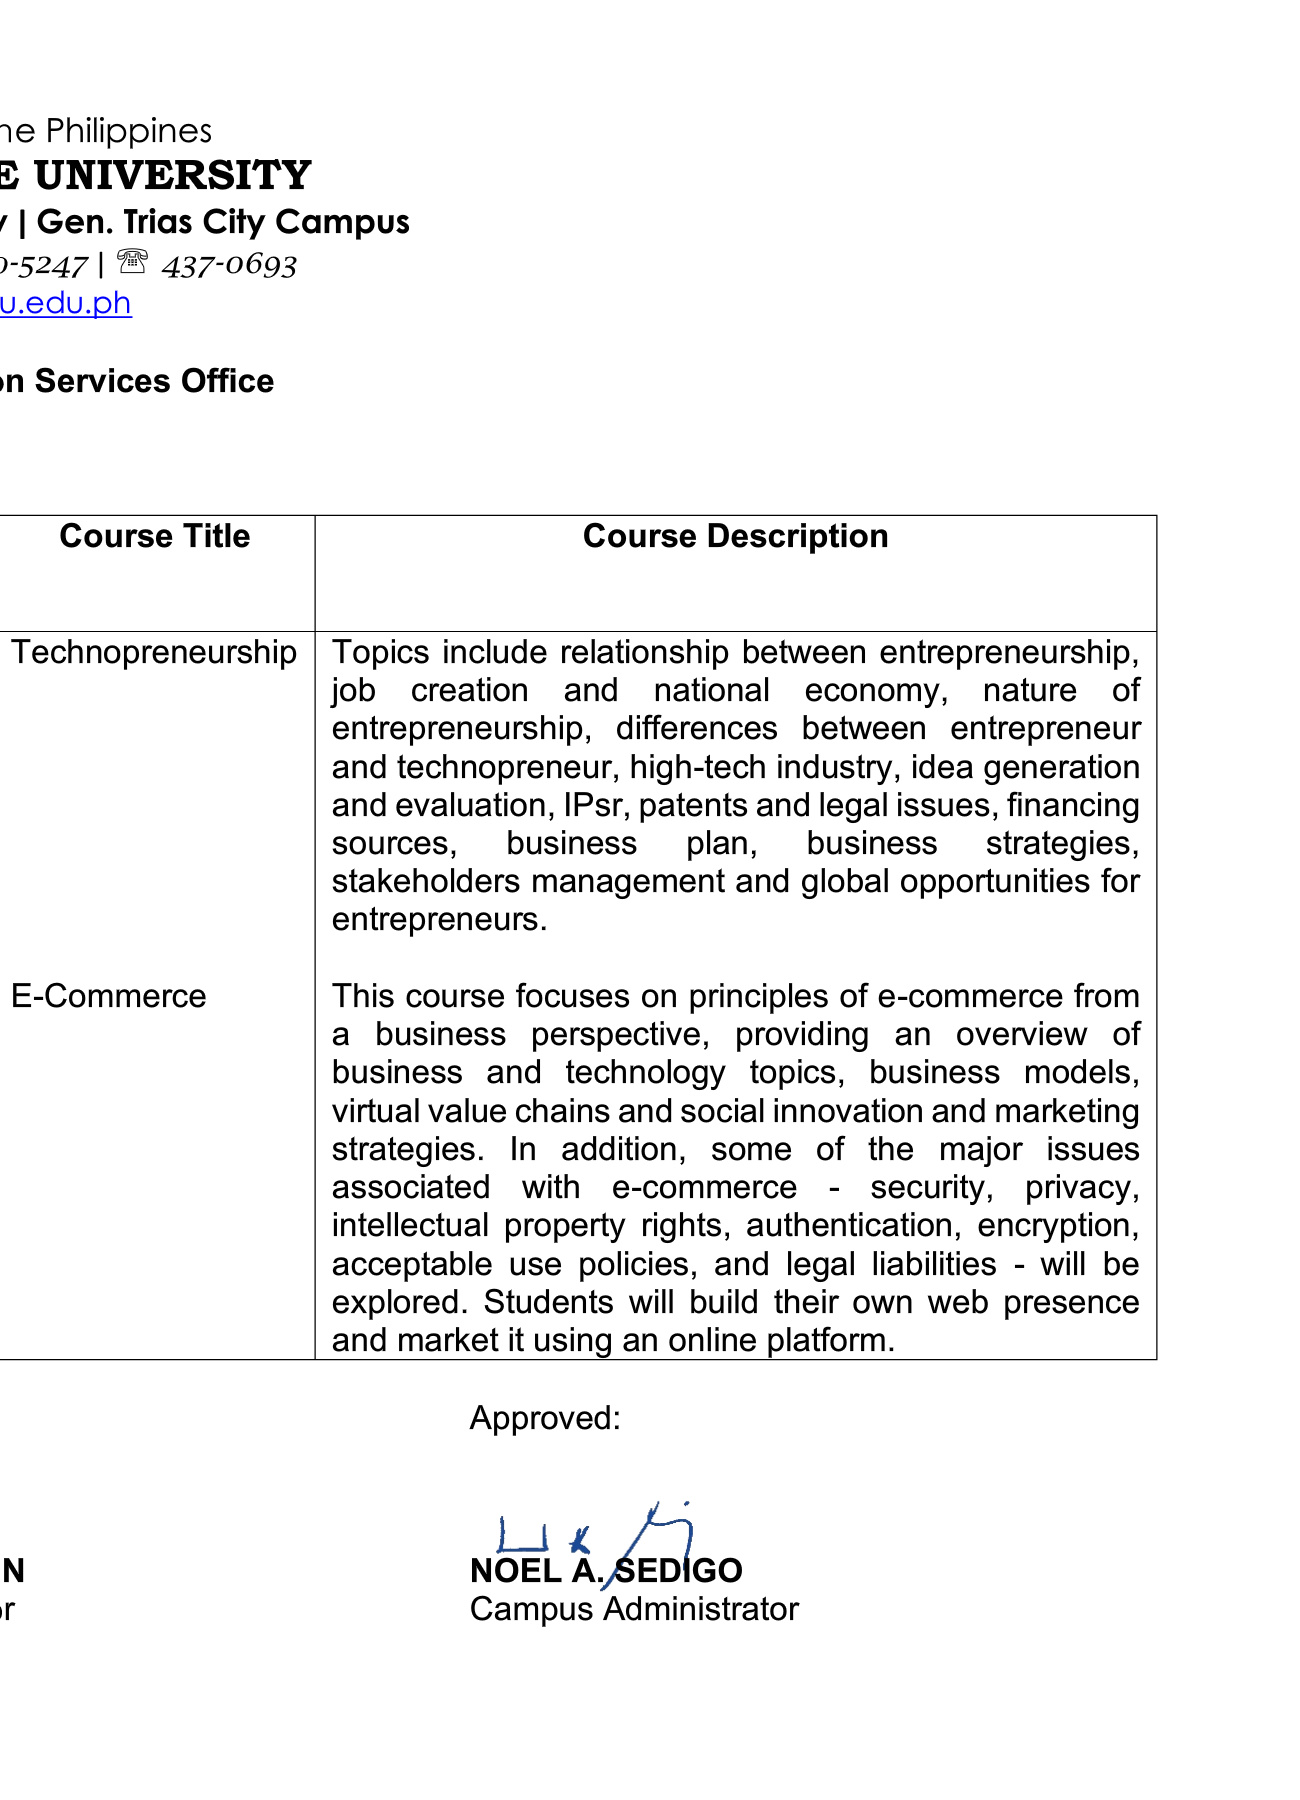 ne Philippines
E UNIVERSITY
y | Gen. Trias City Campus
0-5247 | ☏ 437-0693
u.edu.ph
on Services Office
Course Title
Course Description
Technopreneurship
Topics include relationship between entrepreneurship,
job creation and national economy, nature of
entrepreneurship, differences between entrepreneur
and technopreneur, high-tech industry, idea generation
and evaluation, IPsr, patents and legal issues, financing
sources, business plan, business strategies,
stakeholders management and global opportunities for
entrepreneurs.
E-Commerce
This course focuses on principles of e-commerce from
a business perspective, providing an overview of
business and technology topics, business models,
virtual value chains and social innovation and marketing
strategies. In addition, some of the major issues
associated with e-commerce - security, privacy,
intellectual property rights, authentication, encryption,
acceptable use policies, and legal liabilities - will be
explored. Students will build their own web presence
and market it using an online platform.
Approved:
N
NOEL A. SEDIGO
or
Campus Administrator